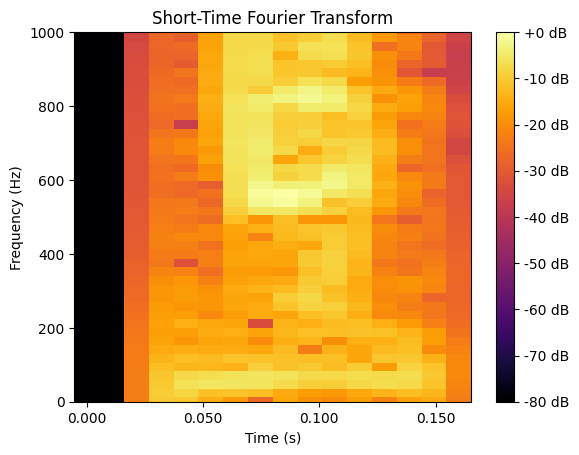 Short-Time Fourier Transform
1000
800
600
400
200
0
Frequency (Hz)
0.000
0.050
0.100
0.150
Time (s)
+0 dB
-10 dB
-20 dB
-30 dB
-40 dB
-50 dB
-60 dB
-70 dB
-80 dB